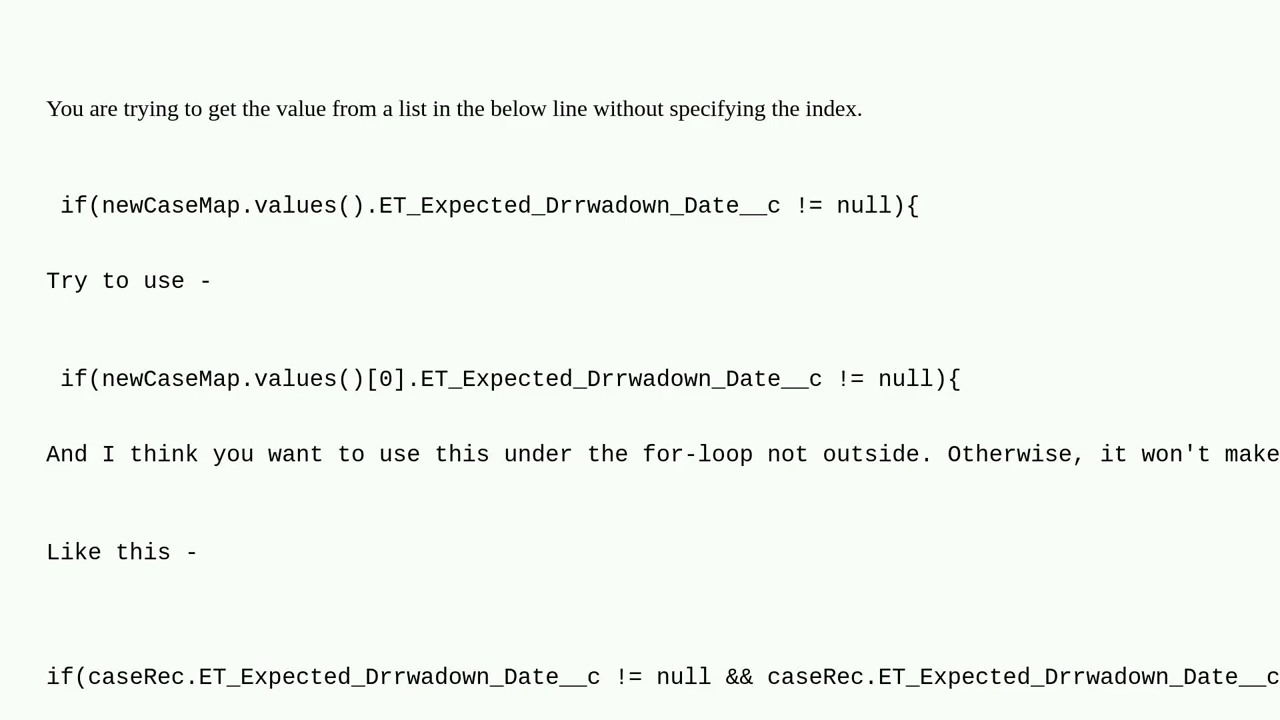 You are trying to get the value from a list in the below line without specifying the index.
if(newCaseMap.values().ET_Expected_Drrwadown_Date__c != null){
Try to use -
if(newCaseMap.values()[0].ET_Expected_Drrwadown_Date__c != null){
And I think you want to use this under the for-loop not outside. Otherwise, it won't make
Like this -
if(caseRec.ET_Expected_Drrwadown_Date__c != null && caseRec.ET_Expected_Drrwadown_Date__c